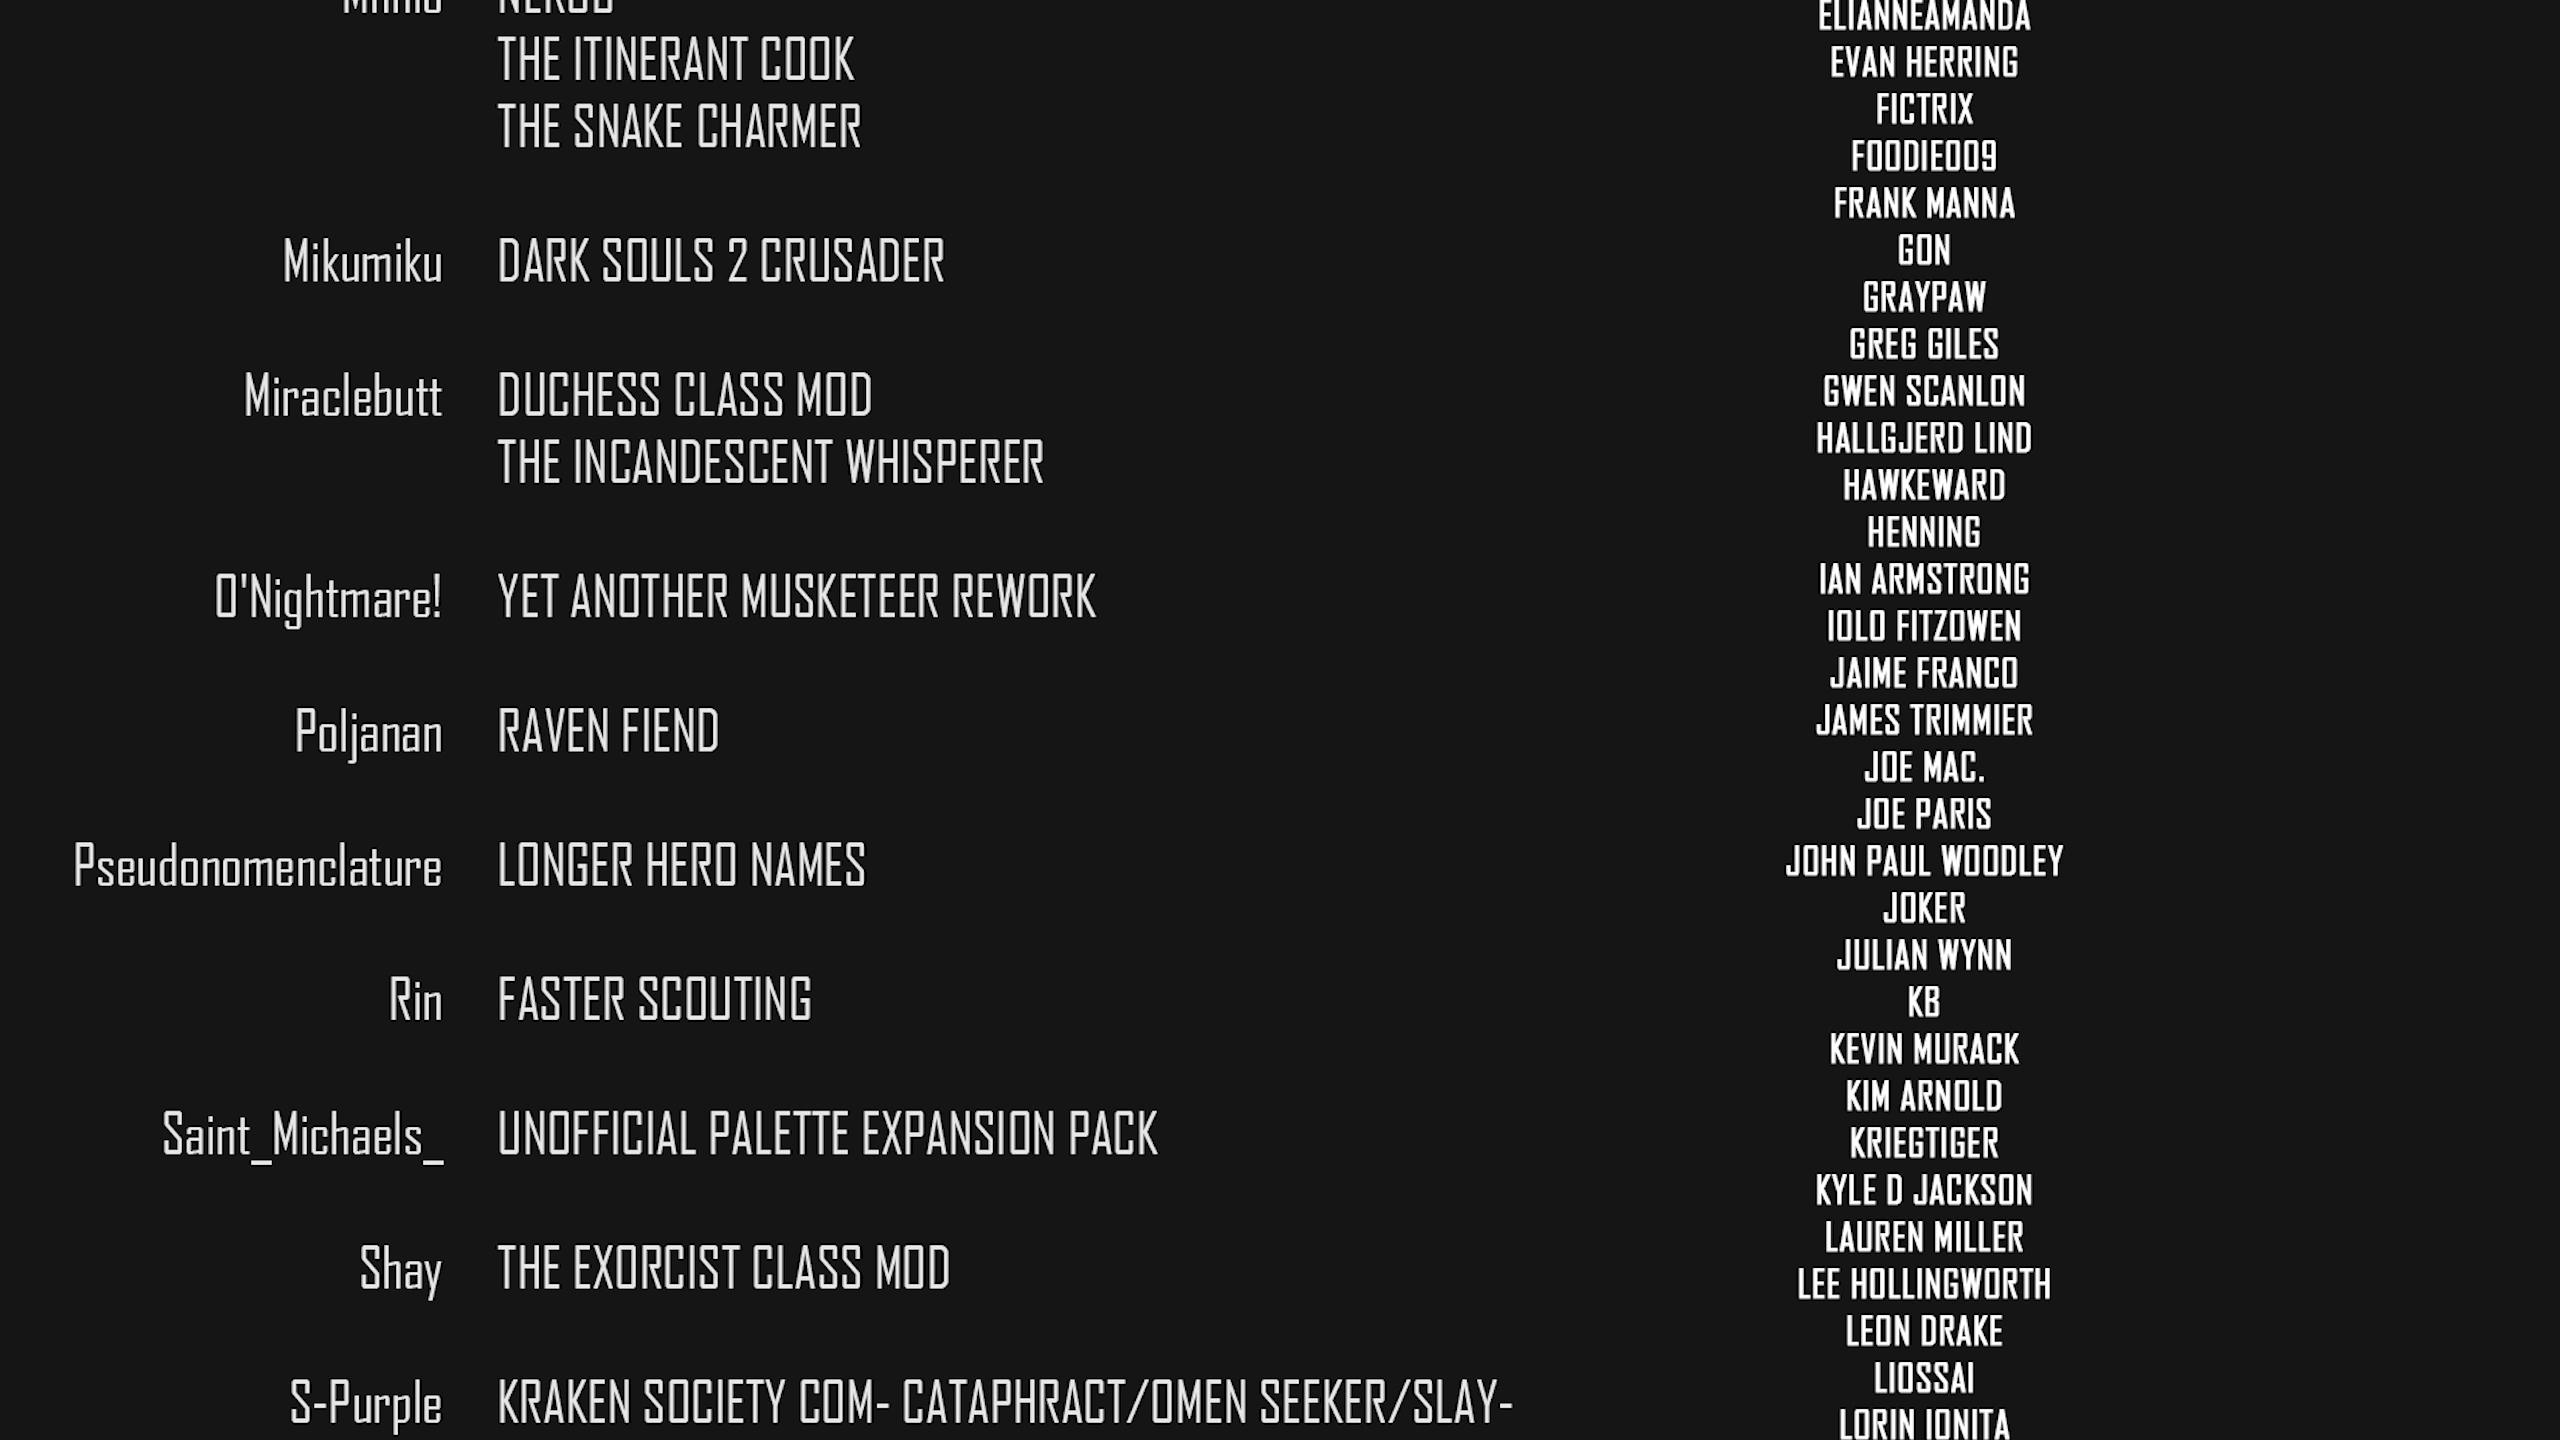 THE ITINERANT COOK
THE SNAKE CHARMER
Mikumiku DARK SOULS 2 CRUSADER
Miraclebutt DUCHESS CLASS MOD
THE INCANDESCENT WHISPERER
O'Nightmare! YET ANOTHER MUSKETEER REWORK
Poljanan RAVEN FIEND
Pseudonomenclature LONGER HERO NAMES
Rin FASTER SCOUTING
Saint_Michaels_ UNOFFICIAL PALETTE EXPANSION PACK
Shay THE EXORCIST CLASS MOD
S-Purple KRAKEN SOCIETY COM- CATAPHRACT/OMEN SEEKER/SLAY-
ELIANNEAMANDA
EVAN HERRING
FICTRIX
FOODIE009
FRANK MANNA
GON
GRAYPAW
GREG GILES
GWEN SCANLON
HALLGJERD LIND
HAWKEWARD
HENNING
IAN ARMSTRONG
IOLO FITZOWEN
JAIME FRANCO
JAMES TRIMMIER
JOE MAC.
JOE PARIS
JOHN PAUL WOODLEY
JOKER
JULIAN WYNN
KB
KEVIN MURACK
KIM ARNOLD
KRIEGTIGER
KYLE D JACKSON
LAUREN MILLER
LEE HOLLINGWORTH
LEON DRAKE
LIOSSAI
LORIN IONITA